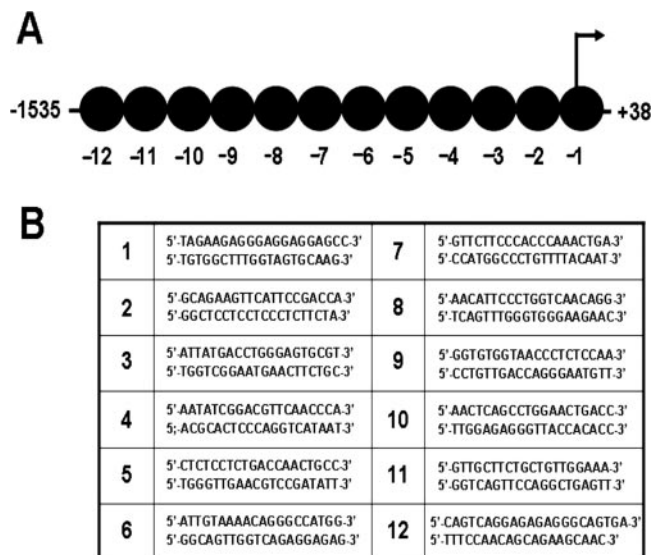 A
-1535 +38
-12 -11 -10 -9 -8 -7 -6 -5 -4 -3 -2 -1
B
1 5'-TAGAAGAGGGAGGAGGAGCC-3' 7 5'-GTTCTTCCCACCCAAACTGA-3'
5'-TGTGGCTTTGGTAGTGCAAG-3' 5'-CCATGGCCCTGTTTTACAAT-3'
2 5'-GCAGAAGTTCATTCCGACCA-3' 8 5'-AACATTCCCTGGTCAACAGG-3'
5'-GGCTCCTCCTCCCTCTTCTA-3' 5'-TCAGTTTGGGTGGGAAGAAC-3'
3 5'-ATTATGACCTGGGAGTGCGT-3' 9 5'-GGTGTGGTAACCCTCTCCAA-3'
5'-TGGTCGGAATGAACTTCTGC-3' 5'-CCTGTTGACCAGGGAATGTT-3'
4 5'-AATATCGGACGTTCAACCCA-3' 10 5'-AACTCAGCCTGGAACTGACC-3'
5;-ACGCACTCCCAGGTCATAAT-3' 5'-TTGGAGAGGGTTACCACACC-3'
5 5'-CTCTCCTCTGACCAACTGCC-3' 11 5'-GTTGCTTCTGCTGTTGGAAA-3'
5'-TGGGTTGAACGTCCGATATT-3' 5'-GGTCAGTTCCAGGCTGAGTT-3'
6 5'-ATTGTAAAACAGGGCCATGG-3' 12 5'-CAGTCAGGAGAGAGGGCAGTGA-3'
5'-GGCAGTTGGTCAGAGGAGAG-3' 5'-TTTCCAACAGCAGAAGCAAC-3'